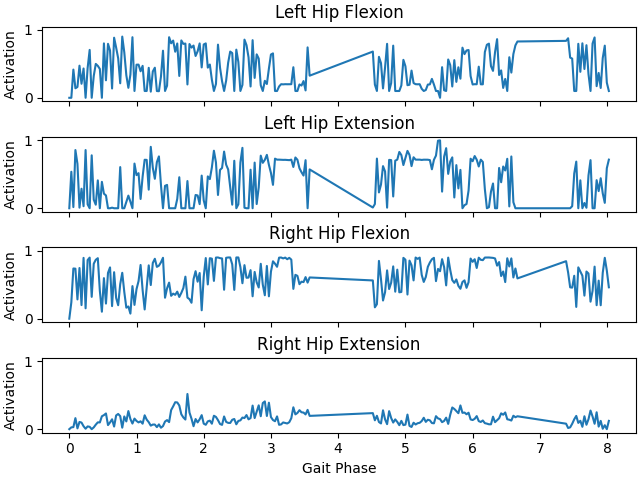 Left Hip Flexion
Activation
1
0
Left Hip Extension
Activation
1
0
Right Hip Flexion
Activation
1
0
Right Hip Extension
Activation
1
0
0 1 2 3 4 5 6 7 8
Gait Phase